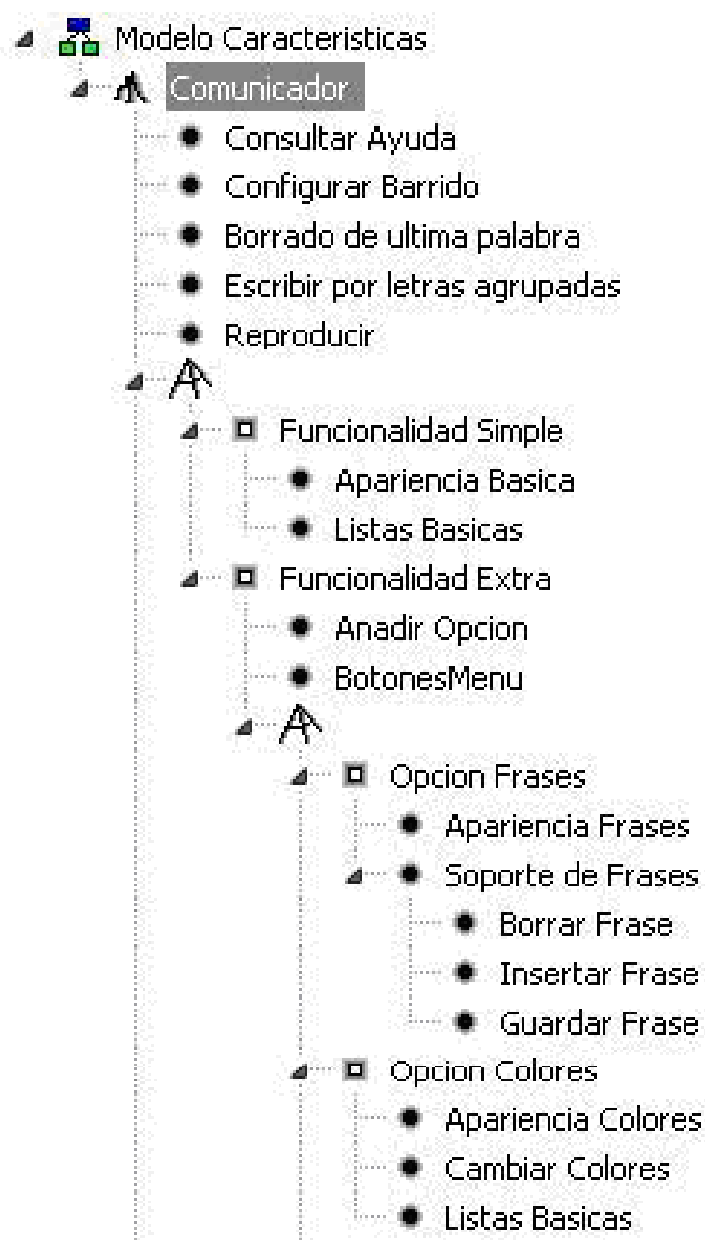 Modelo Caracteristicas
Comunicador
Consultar Ayuda
Configurar Barrido
Borrado de ultima palabra
Escribir por letras agrupadas
Reproducir
Funcionalidad Simple
Apariencia Basica
Listas Basicas
Funcionalidad Extra
Anadir Opcion
BotonesMenu
Opcion Frases
Apariencia Frases
Soporte de Frases
Borrar Frase
Insertar Frase
Guardar Frase
Opcion Colores
Apariencia Colores
Cambiar Colores
Listas Basicas